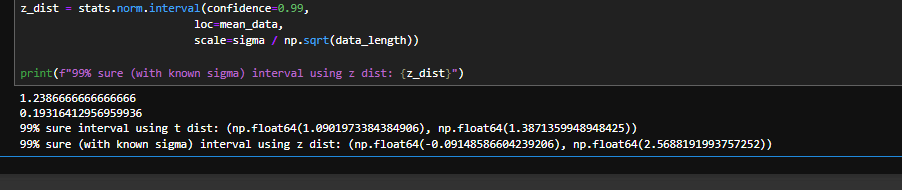 z_dist = stats.norm.interval(confidence=0.99,
loc=mean_data,
scale=sigma / np.sqrt(data_length))
print(f"99% sure (with known sigma) interval using z dist: {z_dist}")
1.2386666666666666
0.19316412956959936
99% sure interval using t dist: (np.float64(1.0901973384384906), np.float64(1.3871359948948425))
99% sure (with known sigma) interval using z dist: (np.float64(-0.09148586604239206), np.float64(2.5688191993757252))